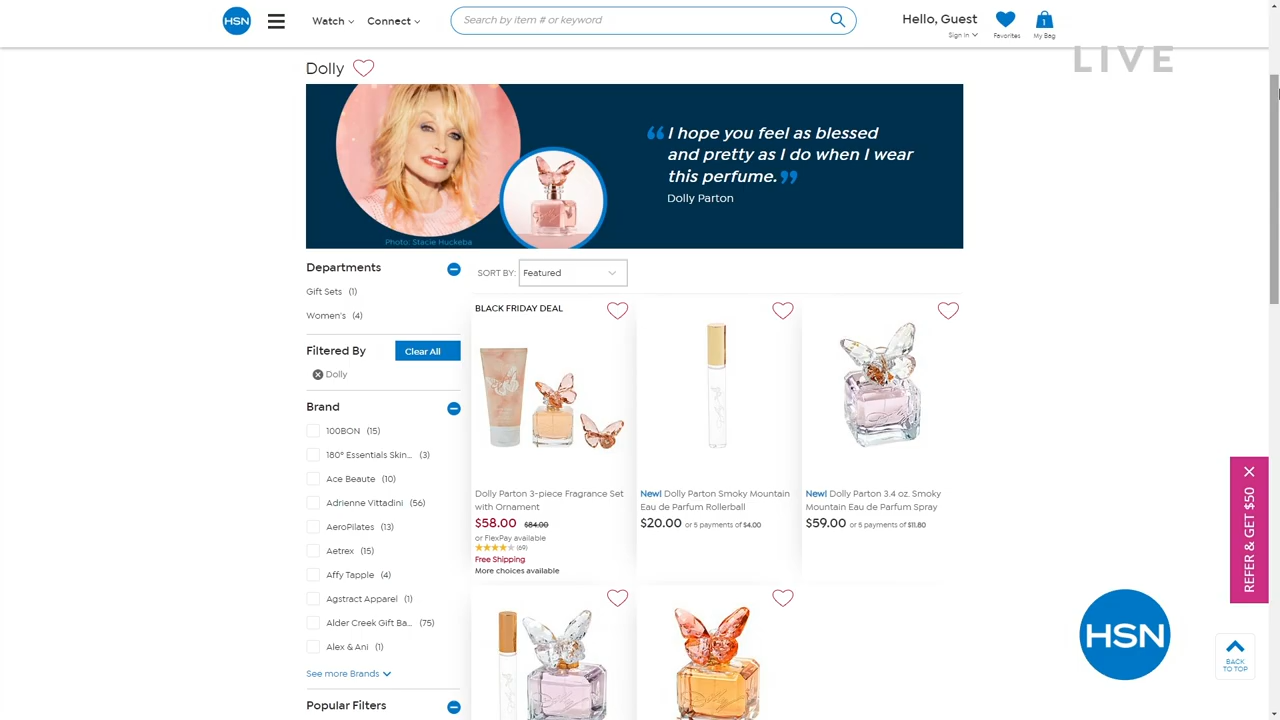 HSN
Watch
Connect
Search by item # or keyword
Hello, Guest
Sign In
Favorites
1
My Bag
LIVE
Dolly
I hope you feel as blessed
and pretty as I do when I wear
this perfume.
Dolly Parton
Photo: Stacie Huckeba
Departments
Gift Sets (1)
Women's (4)
Filtered By
Clear All
Dolly
Brand
100BON (15)
180º Essentials Skin... (3)
Ace Beaute (10)
Adrienne Vittadini (56)
AeroPilates (13)
Aetrex (15)
Affy Tapple (4)
Agstract Apparel (1)
Alder Creek Gift Ba... (75)
Alex & Ani (1)
See more Brands
Popular Filters
SORT BY: Featured
BLACK FRIDAY DEAL
Dolly Parton 3-piece Fragrance Set
with Ornament
$58.00 $84.00
or FlexPay available
(69)
Free Shipping
More choices available
New! Dolly Parton Smoky Mountain
Eau de Parfum Rollerball
$20.00 or 5 payments of $4.00
New! Dolly Parton 3.4 oz. Smoky
Mountain Eau de Parfum Spray
$59.00 or 5 payments of $11.80
REFER & GET $50
HSN
BACK
TO TOP